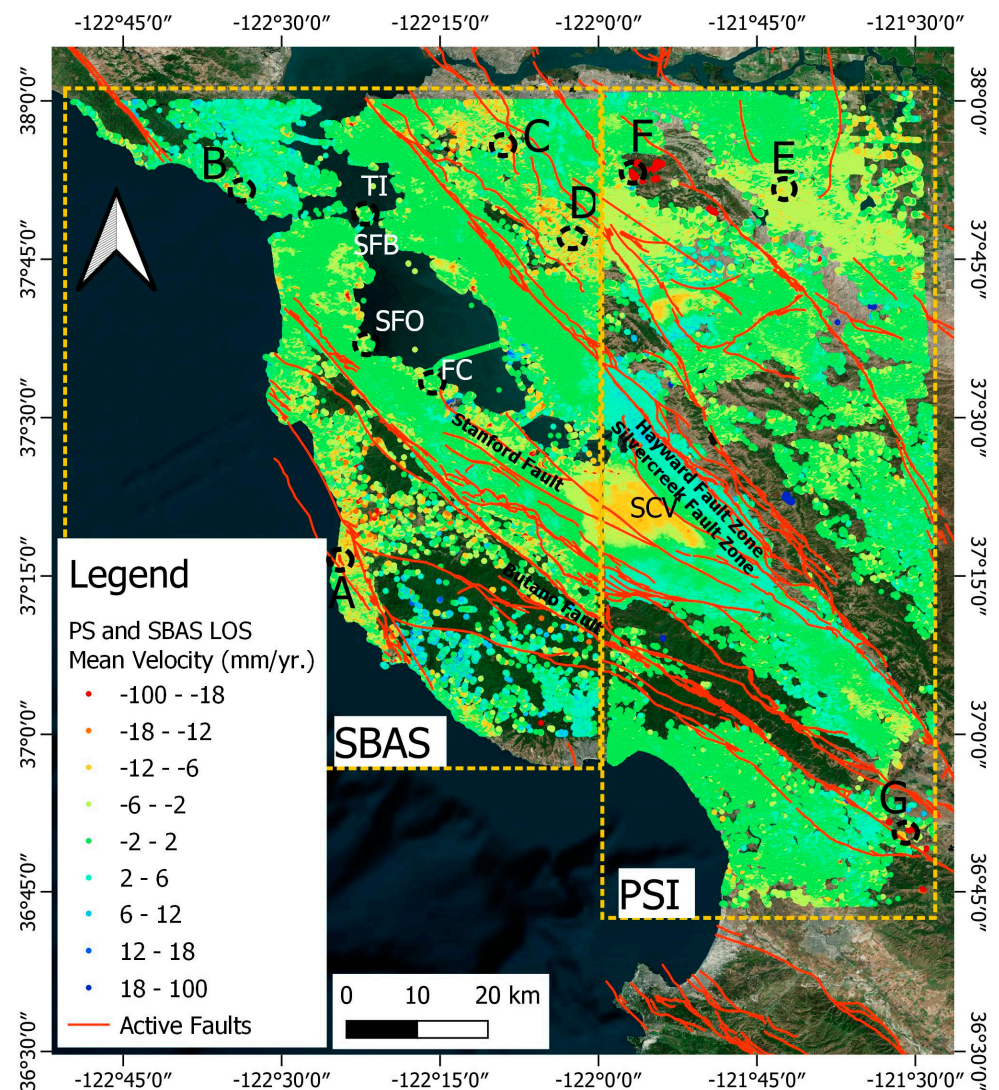 -122°45′0″ -122°30′0″ -122°15′0″ -122°0′0″ -121°45′0″ -121°30′0″
38°0′0″ 38°0′0″
B
C
F
E
TI
D
SFB
37°45′0″ 37°45′0″
SFO
FC
37°30′0″ 37°30′0″
Stanford Fault
Hayward Fault Zone
Silvercreek Fault Zone
SCV
37°15′0″ 37°15′0″
Butano Fault
A
Legend
PS and SBAS LOS
Mean Velocity (mm/yr.)
-100 - -18
-18 - -12
-12 - -6
-6 - -2
-2 - 2
2 - 6
6 - 12
12 - 18
18 - 100
Active Faults
37°0′0″ 37°0′0″
SBAS
G
PSI
36°45′0″ 36°45′0″
0 10 20 km
36°30′0″ 36°30′0″
-122°45′0″ -122°30′0″ -122°15′0″ -122°0′0″ -121°45′0″ -121°30′0″